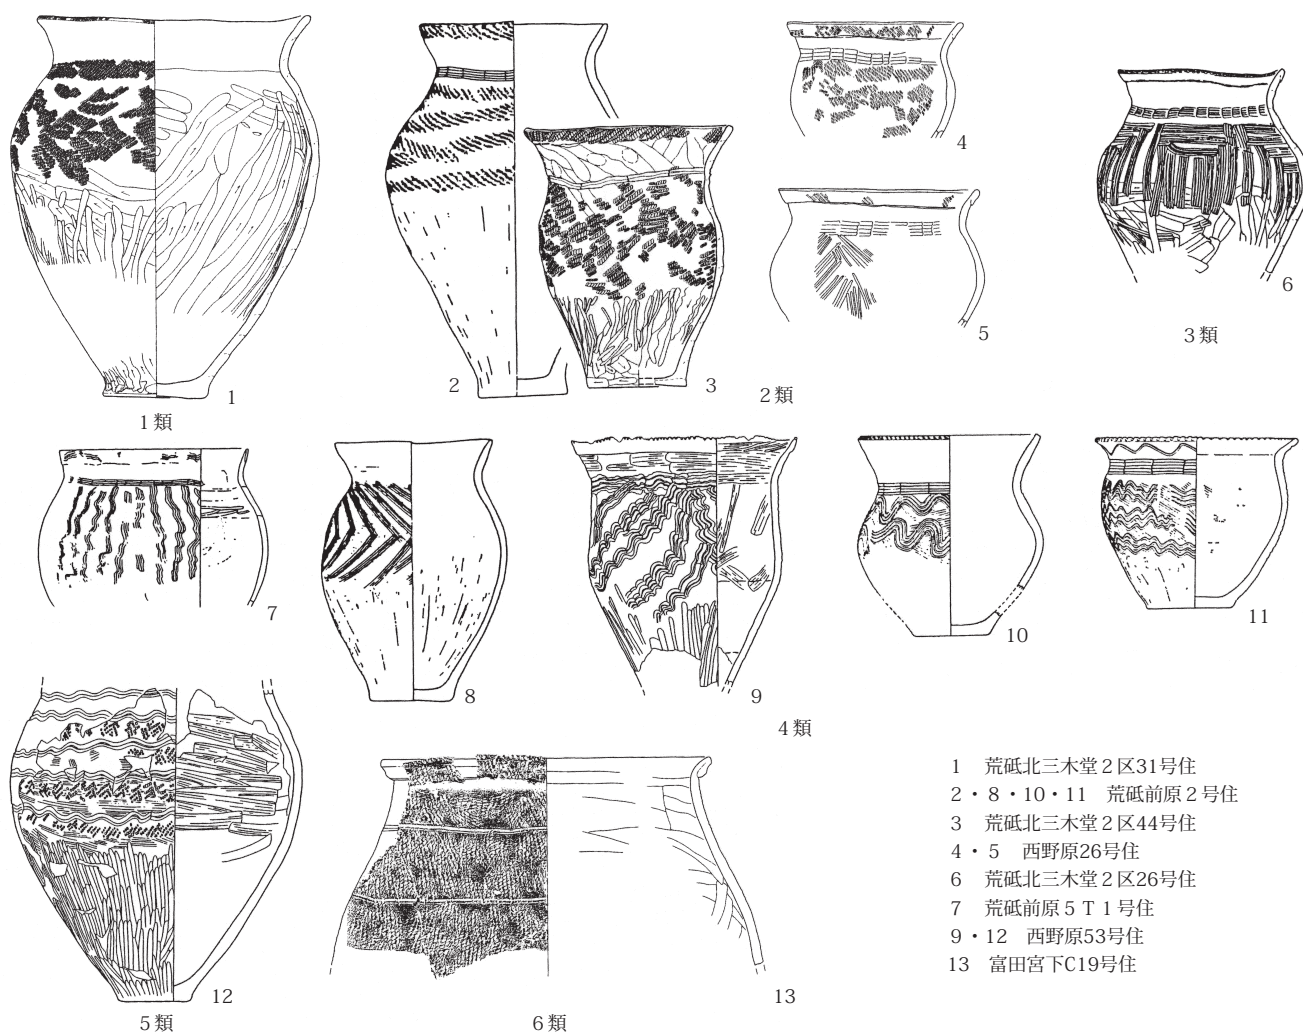 1
1類
2
3
2類
4
5
6
3類
7
8
9
10
11
4類
12
5類
13
6類
1 荒砥北三木堂２区31号住
2・8・10・11 荒砥前原２号住
3 荒砥北三木堂２区44号住
4・5 西野原26号住
6 荒砥北三木堂２区26号住
7 荒砥前原５Ｔ１号住
9・12 西野原53号住
13 富田宮下C19号住